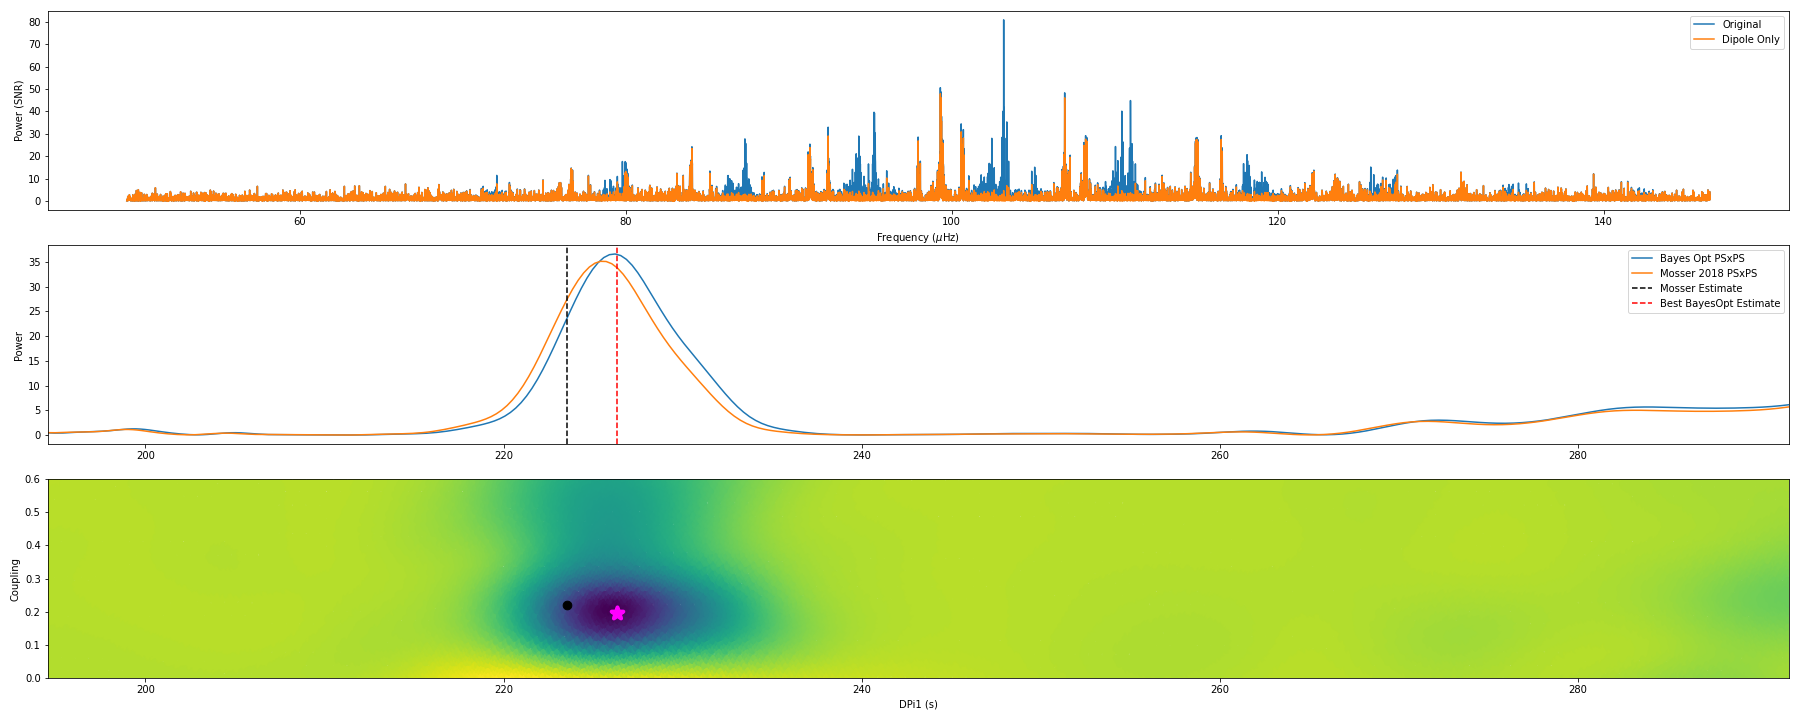 80
70
60
50
40
30
20
10
0
Power (SNR)
Original
Dipole Only
60 80 100 120 140
Frequency (μHz)
35
30
25
20
15
10
5
0
Power
Bayes Opt PSxPS
Mosser 2018 PSxPS
Mosser Estimate
Best BayesOpt Estimate
200 220 240 260 280
0.6
0.5
0.4
0.3
0.2
0.1
0.0
Coupling
200 220 240 260 280
DPi1 (s)